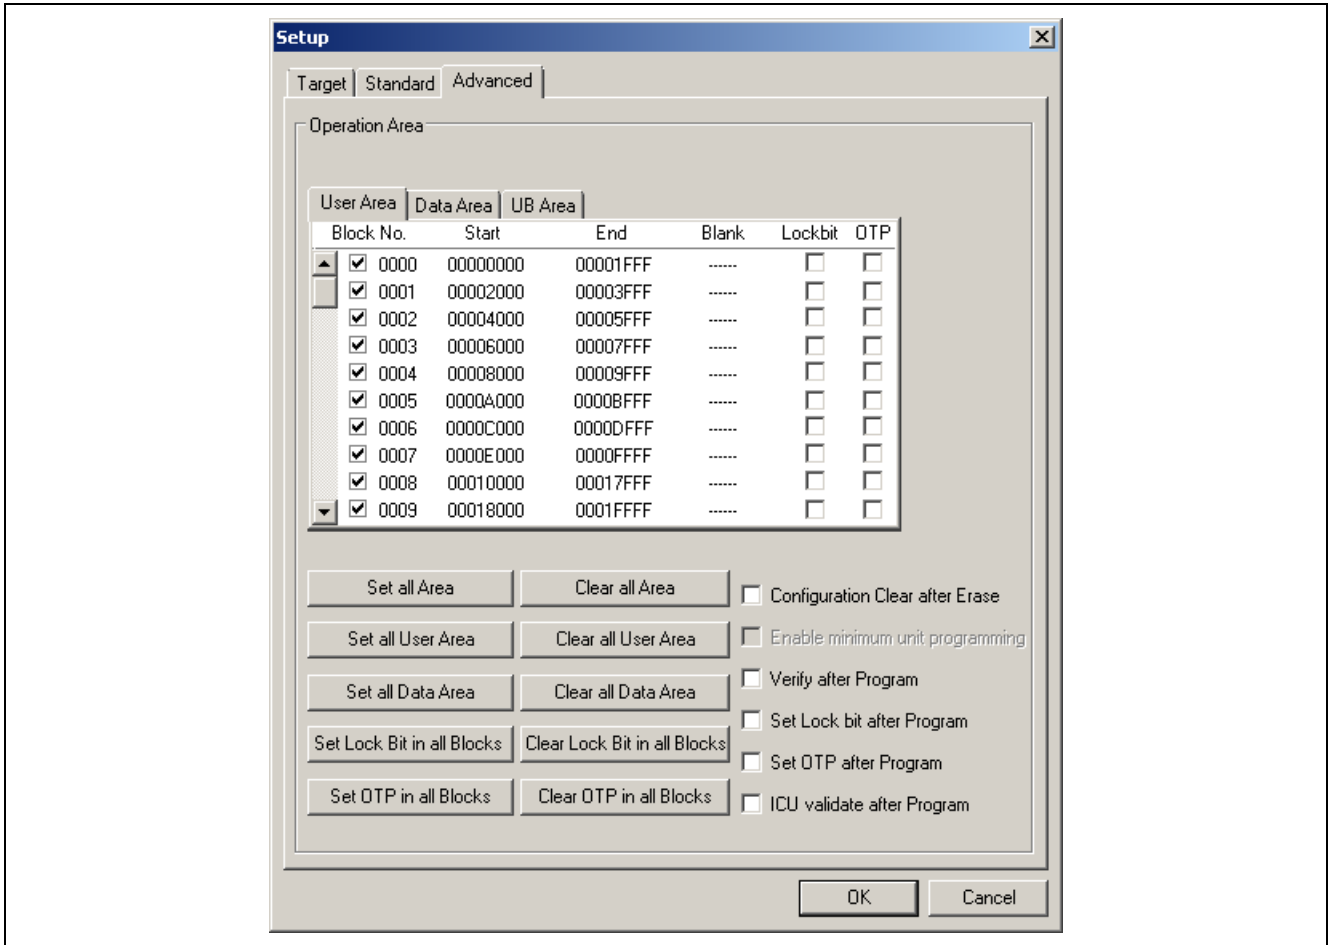 Setup
Target Standard Advanced
Operation Area
User Area Data Area UB Area
Block No. Start End Blank Lockbit OTP
0000 00000000 00001FFF ------
0001 00002000 00003FFF ------
0002 00004000 00005FFF ------
0003 00006000 00007FFF ------
0004 00008000 00009FFF ------
0005 0000A000 0000BFFF ------
0006 0000C000 0000DFFF ------
0007 0000E000 0000FFFF ------
0008 00010000 00017FFF ------
0009 00018000 0001FFFF ------
Set all Area Clear all Area Configuration Clear after Erase
Set all User Area Clear all User Area Enable minimum unit programming
Set all Data Area Clear all Data Area Verify after Program
Set Lock Bit in all Blocks Clear Lock Bit in all Blocks Set Lock bit after Program
Set OTP after Program
Set OTP in all Blocks Clear OTP in all Blocks ICU validate after Program
OK Cancel